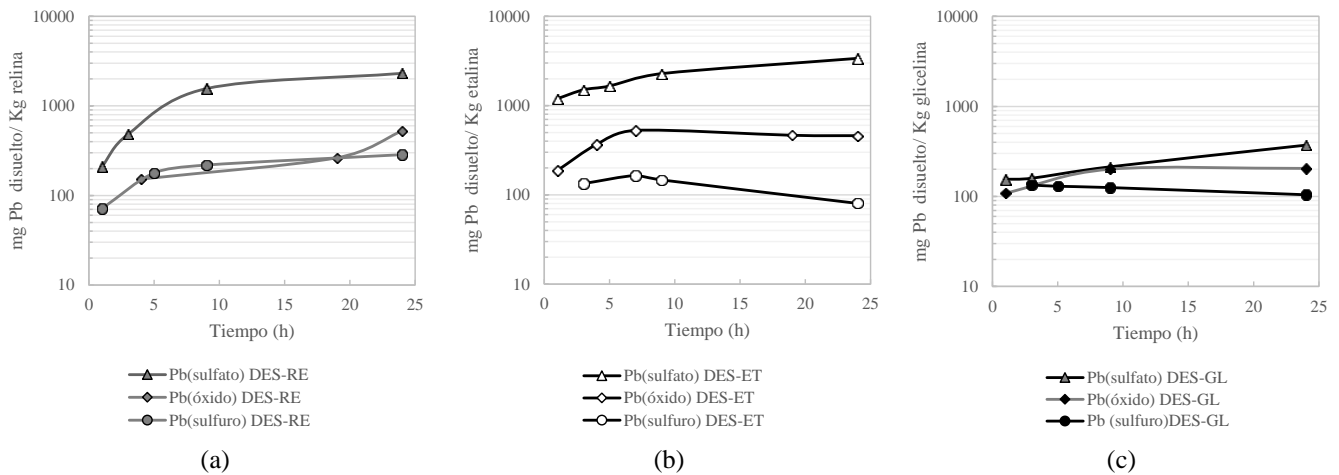 mg Pb disuelto/ Kg relina
10000
1000
100
10
0 5 10 15 20 25
Tiempo (h)
Pb(sulfato) DES-RE
Pb(óxido) DES-RE
Pb(sulfuro) DES-RE
(a)
mg Pb disuelto/ Kg etalina
10000
1000
100
10
0 5 10 15 20 25
Tiempo (h)
Pb(sulfato) DES-ET
Pb(óxido) DES-ET
Pb(sulfuro) DES-ET
(b)
mg Pb disuelto/ Kg glicelina
10000
1000
100
10
0 5 10 15 20 25
Tiempo (h)
Pb(sulfato) DES-GL
Pb(óxido) DES-GL
Pb (sulfuro)DES-GL
(c)